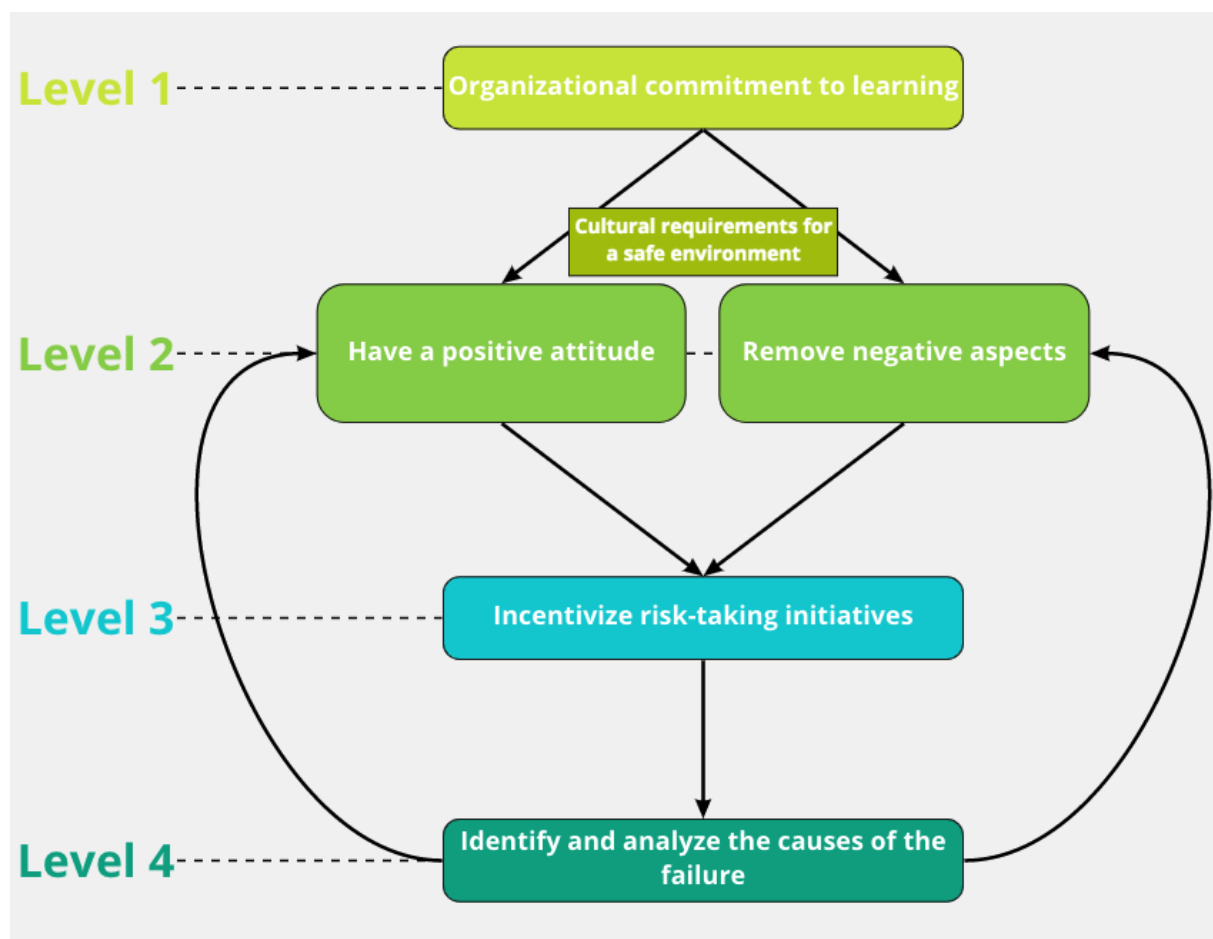 Level 1
Organizational commitment to learning
Cultural requirements for
a safe environment
Level 2
Have a positive attitude
Remove negative aspects
Level 3
Incentivize risk-taking initiatives
Level 4
Identify and analyze the causes of the
failure